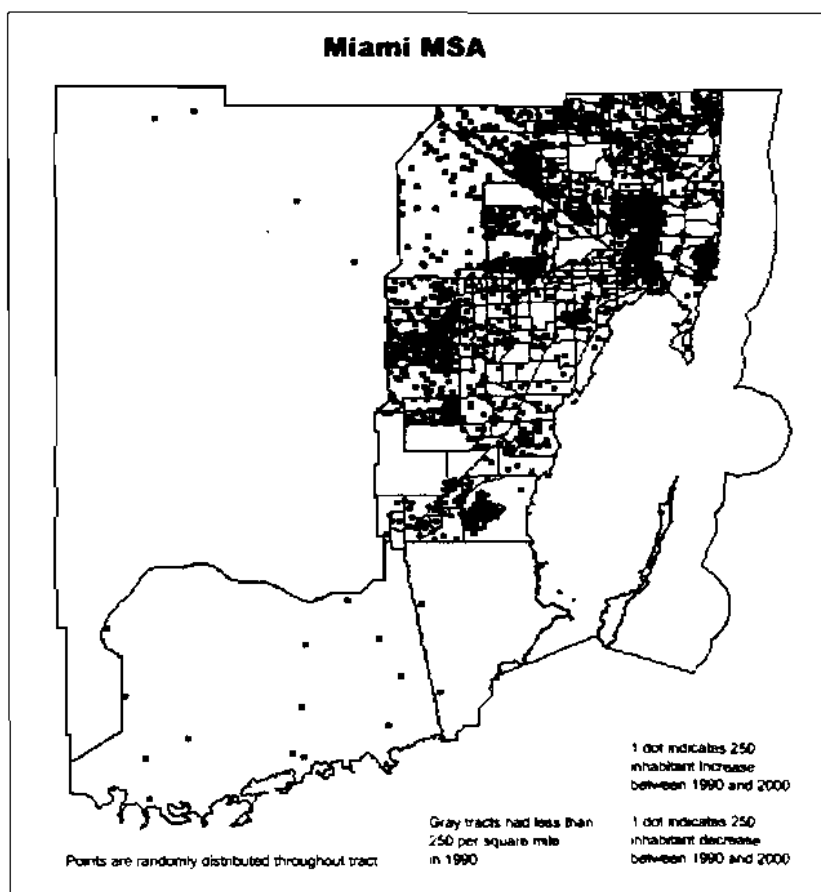 Miami MSA
1 dot indicates 250
inhabitant increase
between 1990 and 2000
Gray tracts had less than
250 per square mile
in 1990
1 dot indicates 250
inhabitant decrease
between 1990 and 2000
Points are randomly distributed throughout tract